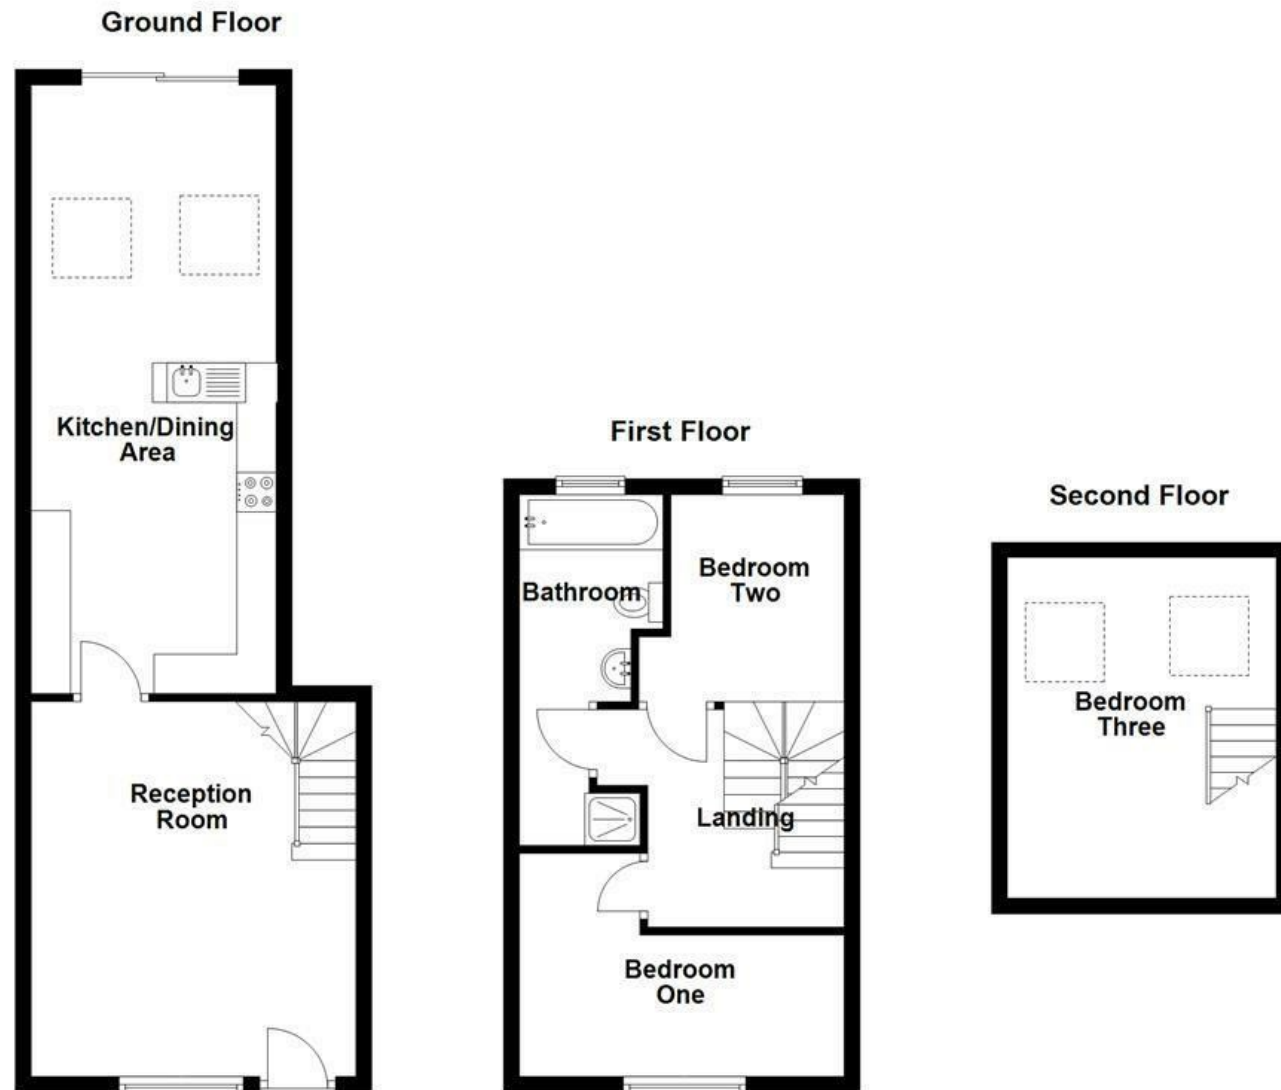 Ground Floor
Kitchen/Dining
Area
Reception
Room
First Floor
Bathroom
Bedroom
Two
Landing
Bedroom
One
Second Floor
Bedroom
Three